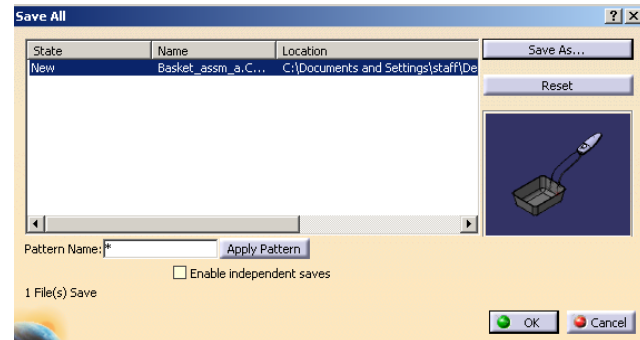 Save All
State Name Location Save As...
New Basket_assm_a.C... C:\Documents and Settings\staff\De
Reset
Pattern Name: * Apply Pattern
Enable independent saves
1 File(s) Save
OK Cancel